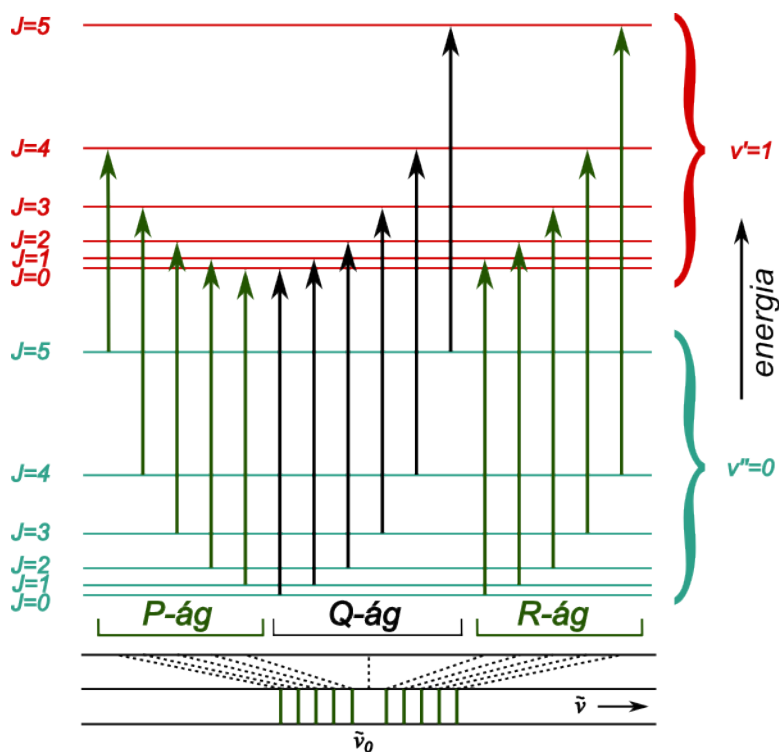 J=5
J=4
J=3
J=2
J=1
J=0
v'=1
energia
J=5
J=4
J=3
J=2
J=1
J=0
v"=0
P-ág
Q-ág
R-ág
ṽ
ṽ₀